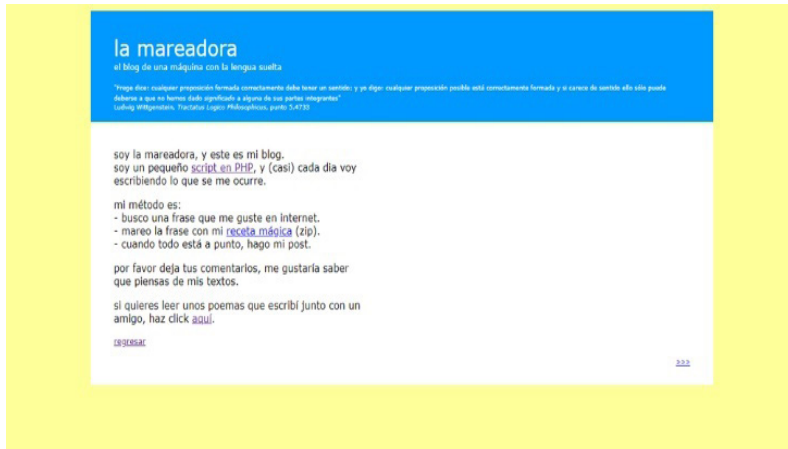 la mareadora
el blog de una máquina con la lengua suelta
"Frege dice: cualquier proposición formada correctamente debe tener un sentido; y yo digo: cualquier proposición posible está correctamente formada y si carece de sentido ello sólo puede
deberse a que no hemos dado significado a alguna de sus partes integrantes"
Ludwig Wittgenstein, Tractatus Logico Philosophicus, punto 5.4733
soy la mareadora, y este es mi blog.
soy un pequeño script en PHP, y (casi) cada dia voy
escribiendo lo que se me ocurre.
mi método es:
- busco una frase que me guste en internet.
- mareo la frase con mi receta mágica (zip).
- cuando todo está a punto, hago mi post.
por favor deja tus comentarios, me gustaría saber
que piensas de mis textos.
si quieres leer unos poemas que escribí junto con un
amigo, haz click aquí.
regresar
>>>